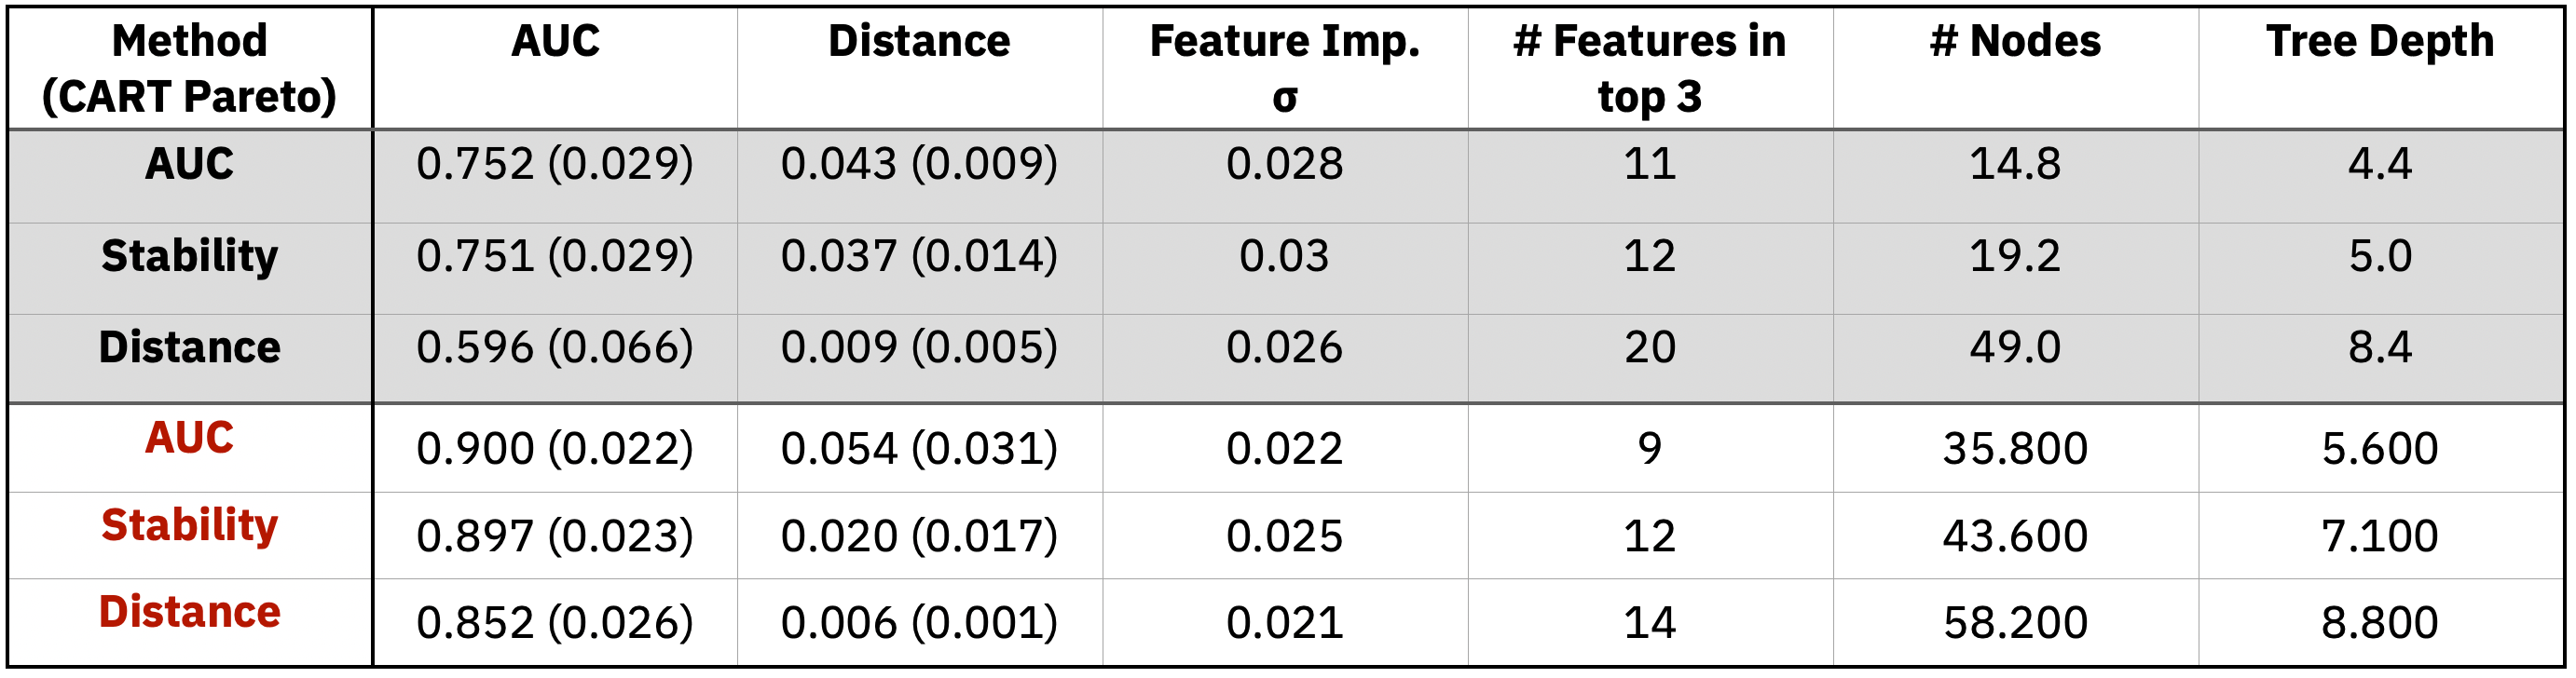 Method (CART Pareto) AUC Distance Feature Imp. σ # Features in top 3 # Nodes Tree Depth
AUC 0.752 (0.029) 0.043 (0.009) 0.028 11 14.8 4.4
Stability 0.751 (0.029) 0.037 (0.014) 0.03 12 19.2 5.0
Distance 0.596 (0.066) 0.009 (0.005) 0.026 20 49.0 8.4
AUC 0.900 (0.022) 0.054 (0.031) 0.022 9 35.800 5.600
Stability 0.897 (0.023) 0.020 (0.017) 0.025 12 43.600 7.100
Distance 0.852 (0.026) 0.006 (0.001) 0.021 14 58.200 8.800